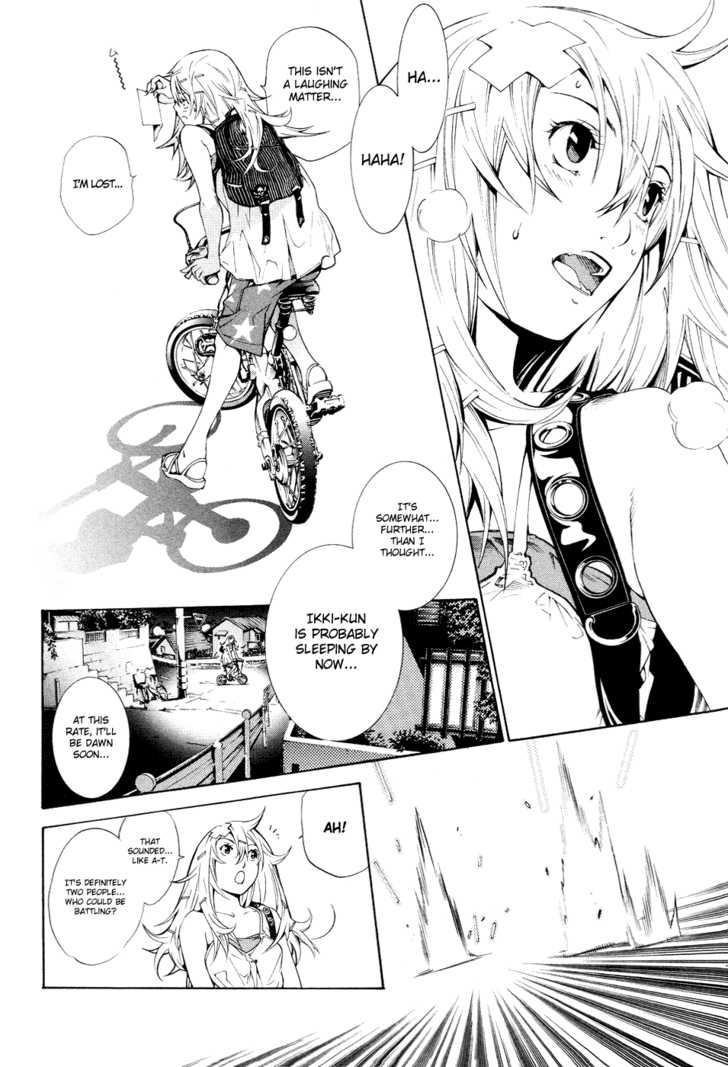 HA...
HAHA!
THIS ISN'T
A LAUGHING
MATTER...
I'M LOST...
IT'S
SOMEWHAT...
FURTHER...
THAN I
THOUGHT...
IKKI-KUN
IS PROBABLY
SLEEPING BY
NOW...
AT THIS
RATE, IT'LL
BE DAWN
SOON...
AH!
THAT
SOUNDED...
LIKE A-T.
IT'S DEFINITELY
TWO PEOPLE...
WHO COULD BE
BATTLING?